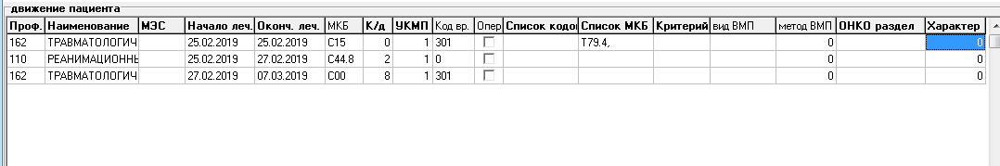 движение пациента
Проф. Наименование МЭС Начало леч. Оконч. леч. МКБ К/д УКМП Код вр. Опер Список кодо Список МКБ Критерий вид ВМП метод ВМП ОНКО раздел Характер
162 ТРАВМАТОЛОГИЧ 25.02.2019 25.02.2019 C15 0 1 301 T79.4, 0 0
110 РЕАНИМАЦИОННЬ 25.02.2019 27.02.2019 C44.8 2 1 0 0 0
162 ТРАВМАТОЛОГИЧ 27.02.2019 07.03.2019 C00 8 1 301 0 0